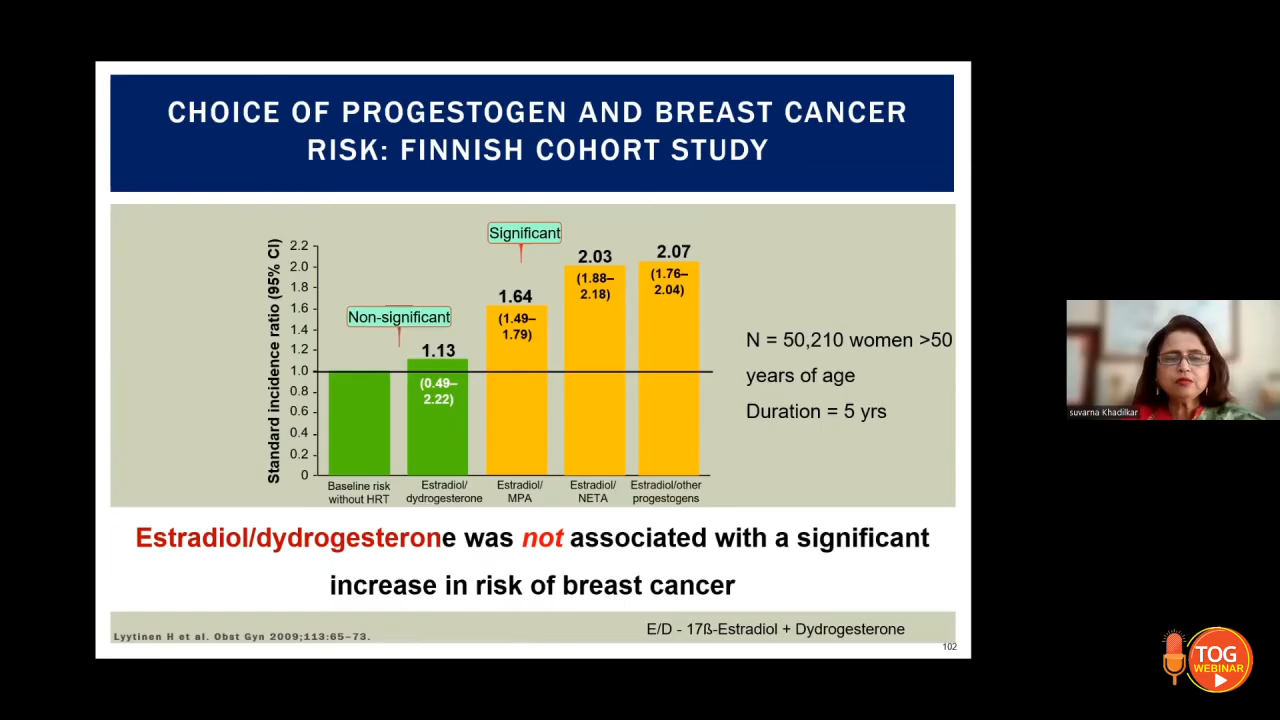 CHOICE OF PROGESTOGEN AND BREAST CANCER
RISK: FINNISH COHORT STUDY
Standard incidence ratio (95% CI)
2.2
2.0
1.8
1.6
1.4
1.2
1.0
0.8
0.6
0.4
0.2
0
Non-significant
Significant
1.13
(0.49–
2.22)
1.64
(1.49–
1.79)
2.03
(1.88–
2.18)
2.07
(1.76–
2.04)
Baseline risk
without HRT
Estradiol/
dydrogesterone
Estradiol/
MPA
Estradiol/
NETA
Estradiol/other
progestogens
N = 50,210 women >50
years of age
Duration = 5 yrs
Estradiol/dydrogesterone was not associated with a significant
increase in risk of breast cancer
Lyytinen H et al. Obst Gyn 2009;113:65–73.
E/D - 17ß-Estradiol + Dydrogesterone
102
suvarna Khadilkar
TOG
WEBINAR